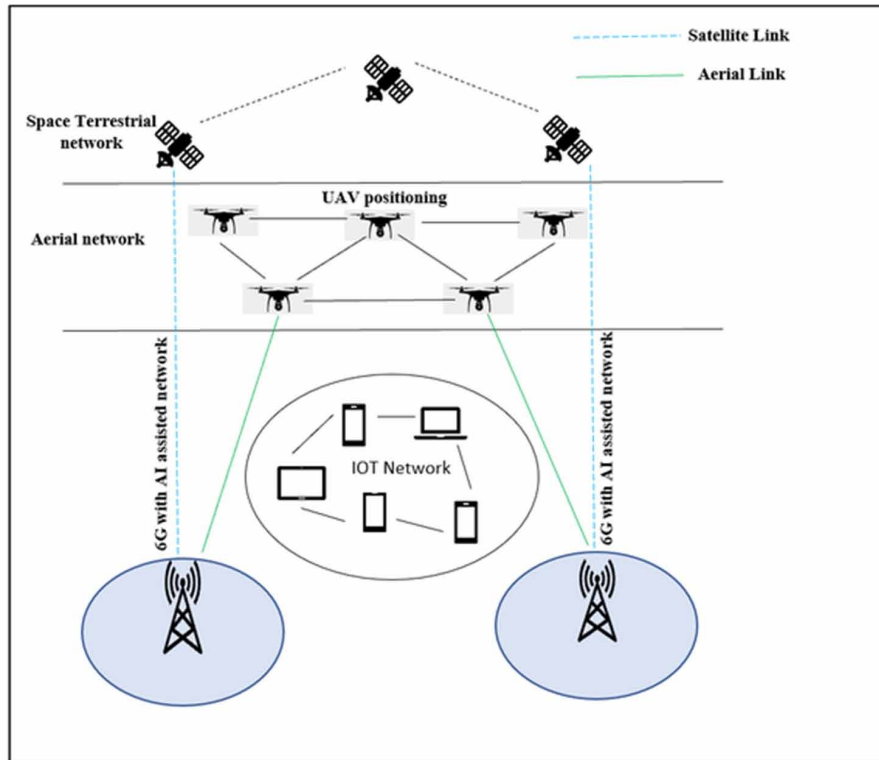 Satellite Link
Aerial Link
Space Terrestrial
network
UAV positioning
Aerial network
6G with AI assisted network
IOT Network
6G with AI assisted network